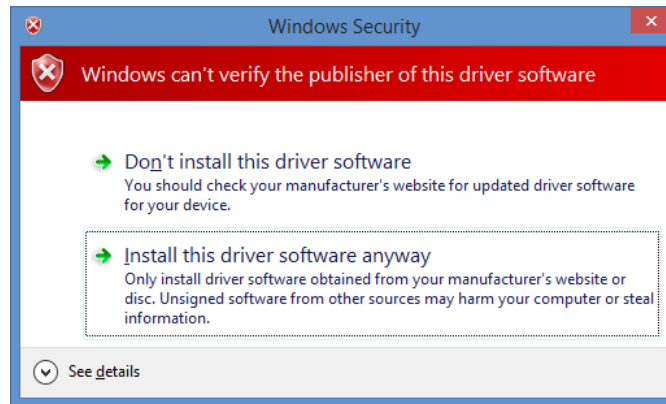 Windows Security
Windows can't verify the publisher of this driver software
Don't install this driver software
You should check your manufacturer's website for updated driver software
for your device.
Install this driver software anyway
Only install driver software obtained from your manufacturer's website or
disc. Unsigned software from other sources may harm your computer or steal
information.
See details